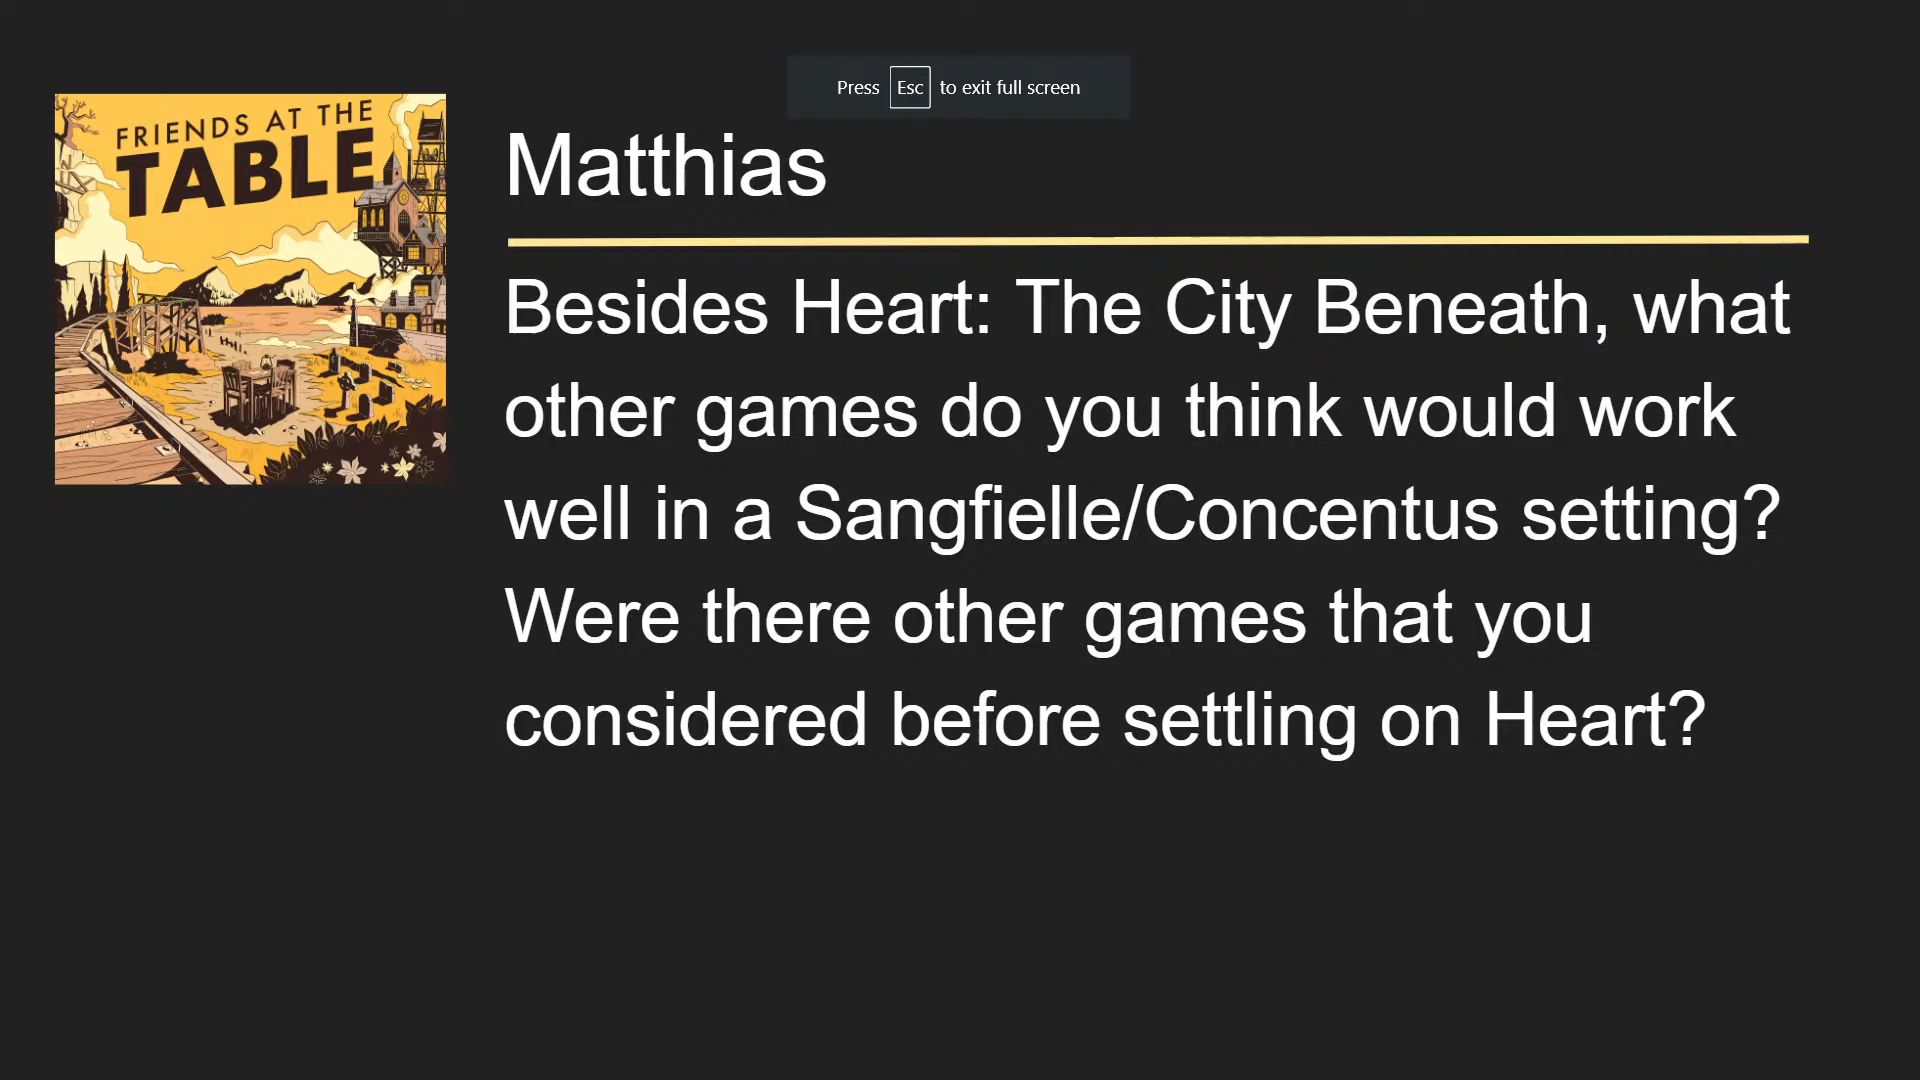 Press Esc to exit full screen
FRIENDS AT THE
TABLE
Matthias
Besides Heart: The City Beneath, what
other games do you think would work
well in a Sangfielle/Concentus setting?
Were there other games that you
considered before settling on Heart?